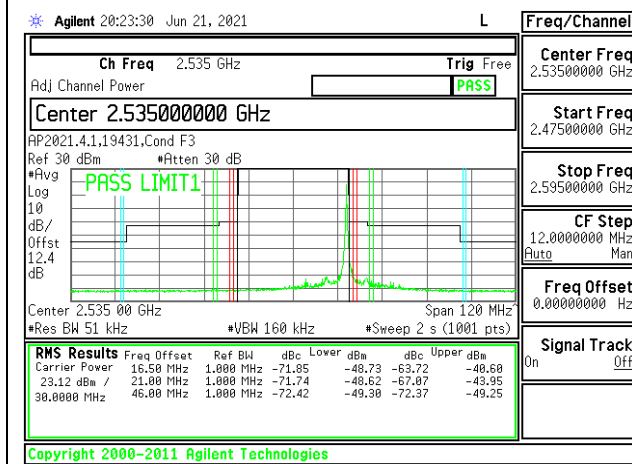 Agilent 20:23:30 Jun 21, 2021 L
Freq/Channel
Ch Freq 2.535 GHz Trig Free
Adj Channel Power PASS
Center 2.535000000 GHz
AP2021.4.1,19431,Cond F3
Ref 30 dBm #Atten 30 dB
#Avg
Log
10
dB/
Offst
12.4
dB
PASS LIMIT1
Center 2.535 00 GHz Span 120 MHz^
#Res BW 51 kHz #VBW 160 kHz #Sweep 2 s (1001 pts)
RMS Results Freq Offset Ref BW dBc Lower dBm dBc Upper dBm
Carrier Power 16.50 MHz 1.000 MHz -71.85 -48.73 -63.72 -40.60
23.12 dBm / 21.00 MHz 1.000 MHz -71.74 -48.62 -67.07 -43.95
30.0000 MHz 46.00 MHz 1.000 MHz -72.42 -49.30 -72.37 -49.25
Copyright 2000-2011 Agilent Technologies
Center Freq
2.53500000 GHz
Start Freq
2.47500000 GHz
Stop Freq
2.59500000 GHz
CF Step
12.0000000 MHz
Auto Man
Freq Offset
0.00000000 Hz
Signal Track
On Off